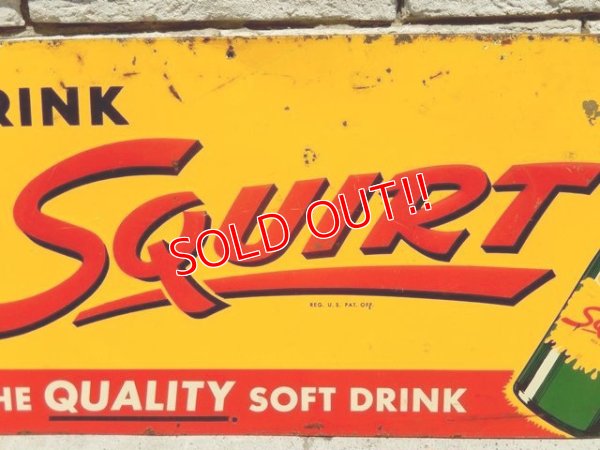 RINK
SQUIRT
SOLD OUT!!
REG. U.S. PAT. OFF.
HE QUALITY SOFT DRINK